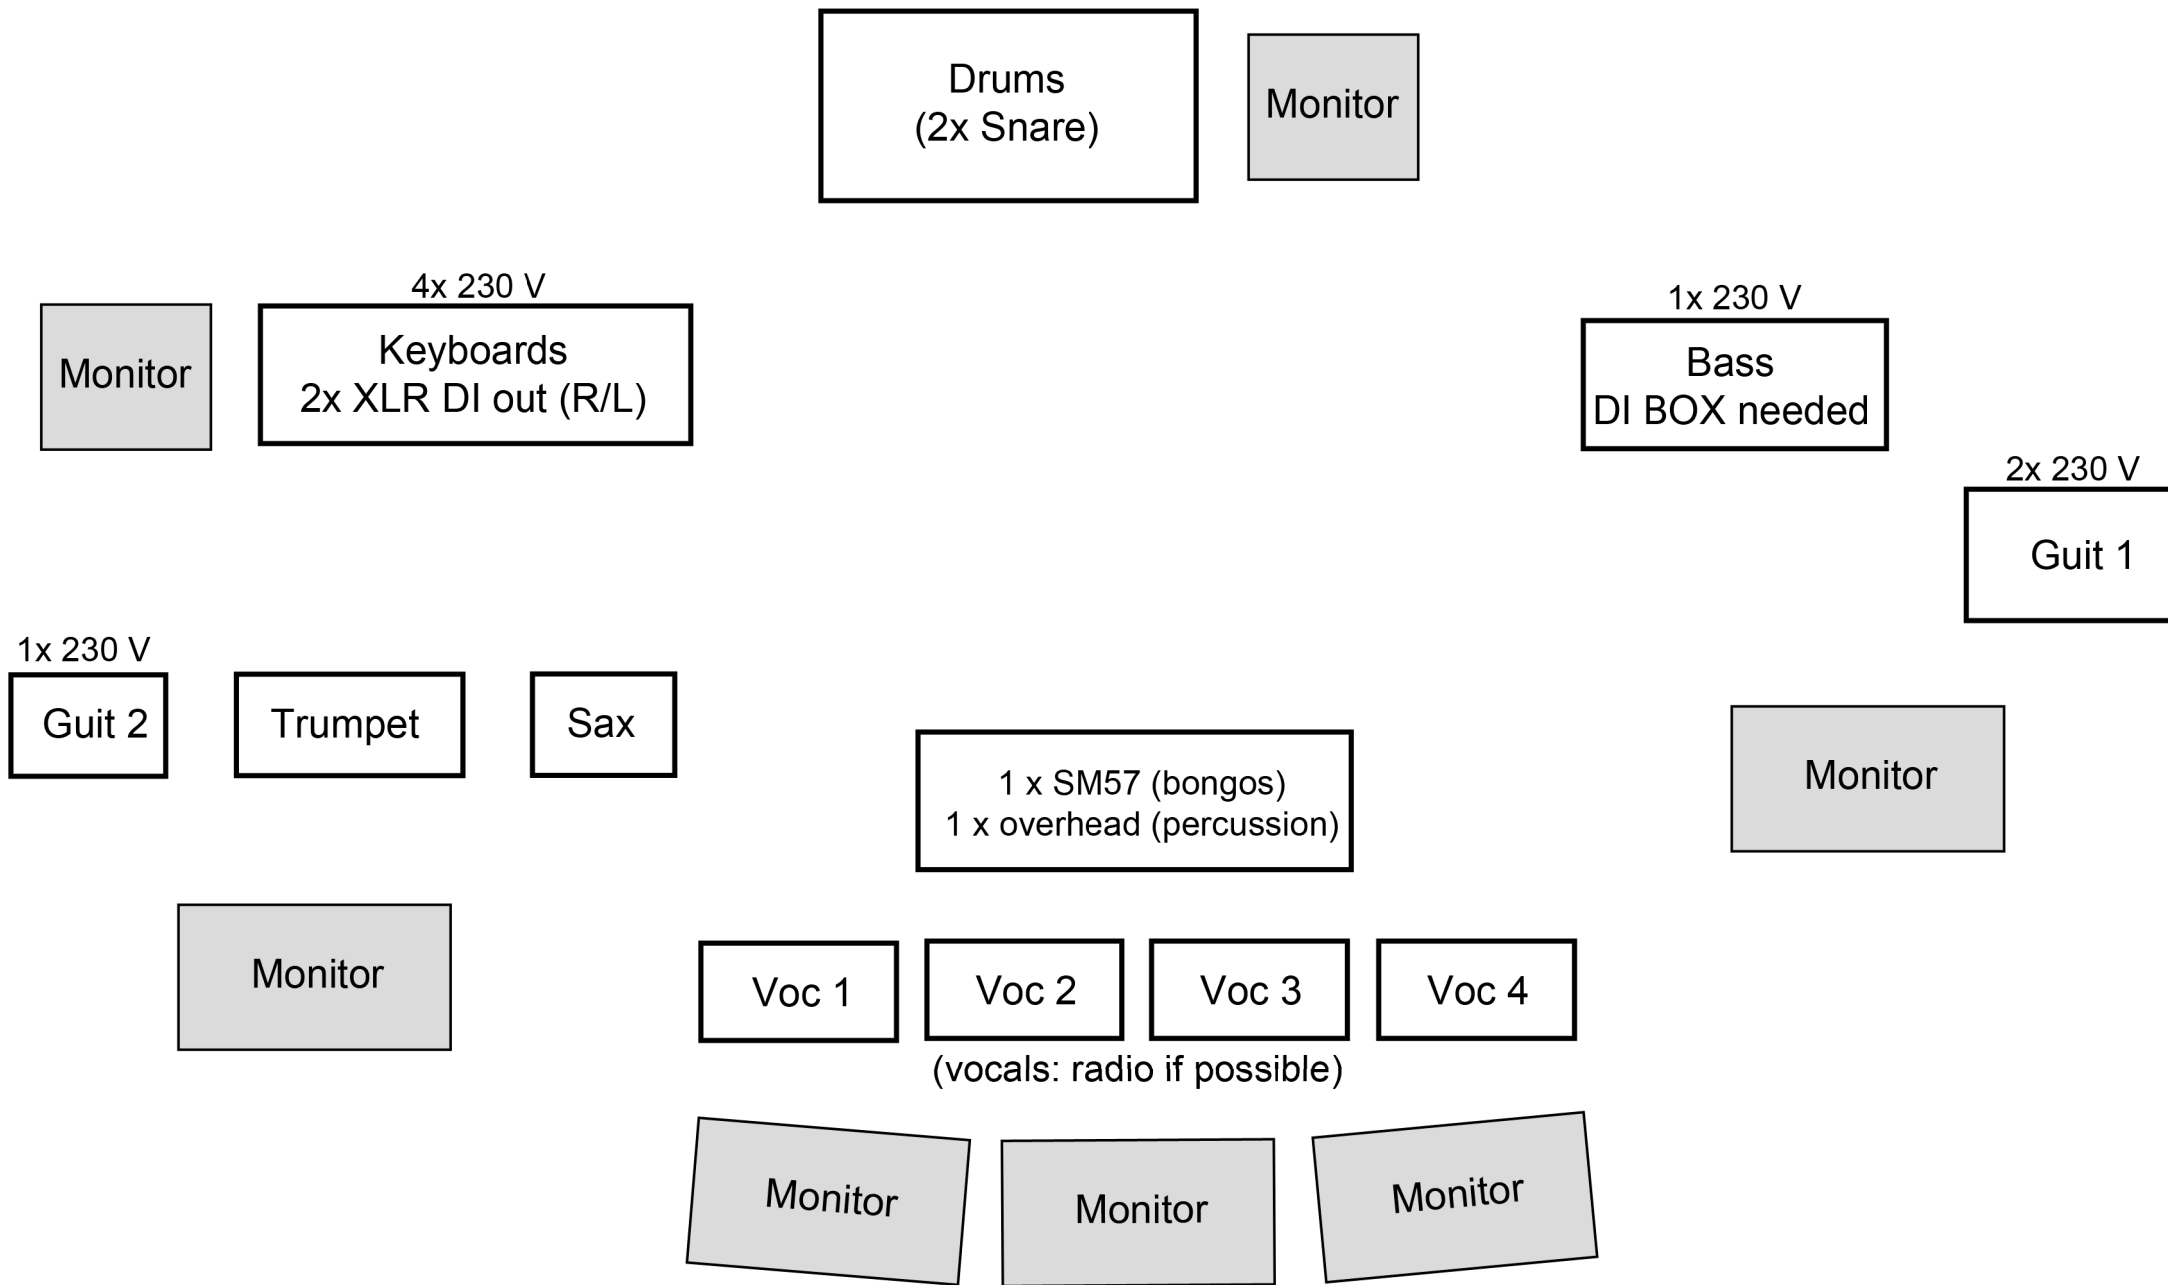 Drums
(2x Snare)
Monitor
4x 230 V
Keyboards
2x XLR DI out (R/L)
Monitor
1x 230 V
Bass
DI BOX needed
2x 230 V
Guit 1
1x 230 V
Guit 2
Trumpet
Sax
1 x SM57 (bongos)
1 x overhead (percussion)
Monitor
Monitor
Voc 1
Voc 2
Voc 3
Voc 4
(vocals: radio if possible)
Monitor
Monitor
Monitor